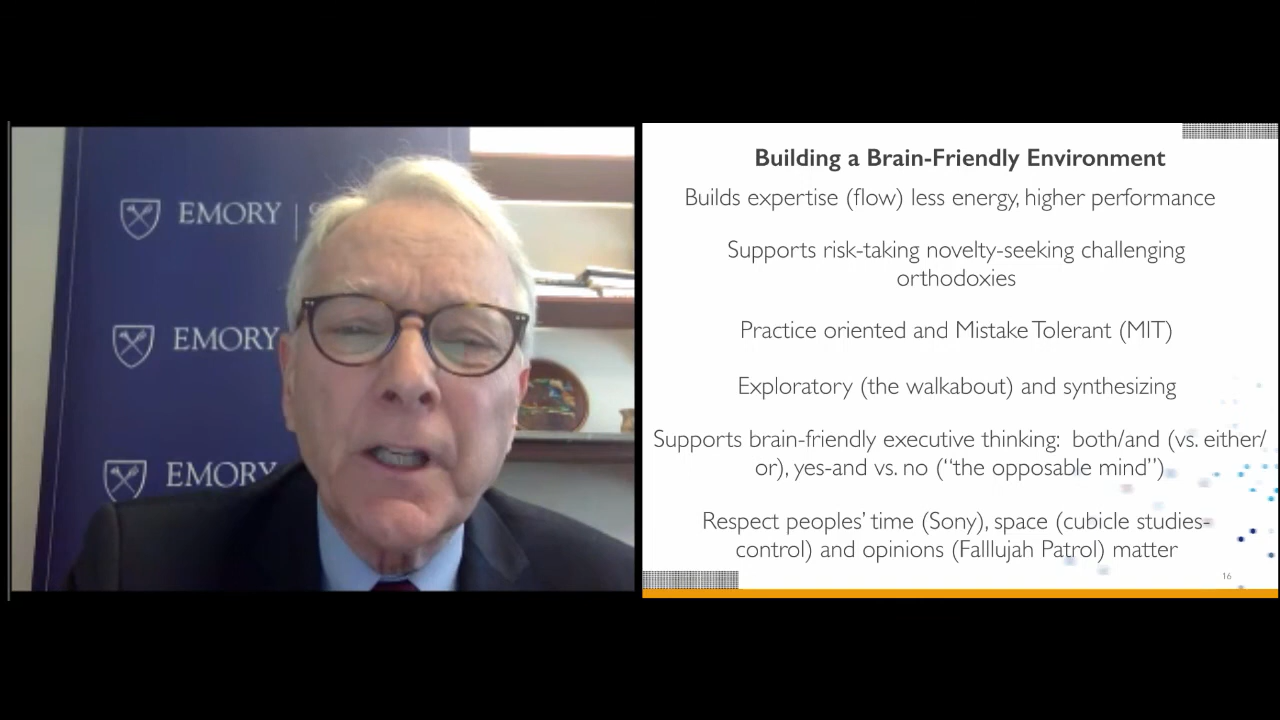 EMORY
EMORY
EMORY
Building a Brain-Friendly Environment
Builds expertise (flow) less energy, higher performance
Supports risk-taking novelty-seeking challenging
orthodoxies
Practice oriented and Mistake Tolerant (MIT)
Exploratory (the walkabout) and synthesizing
Supports brain-friendly executive thinking: both/and (vs. either/
or), yes-and vs. no (“the opposable mind”)
Respect peoples’ time (Sony), space (cubicle studies-
control) and opinions (Falllujah Patrol) matter
16